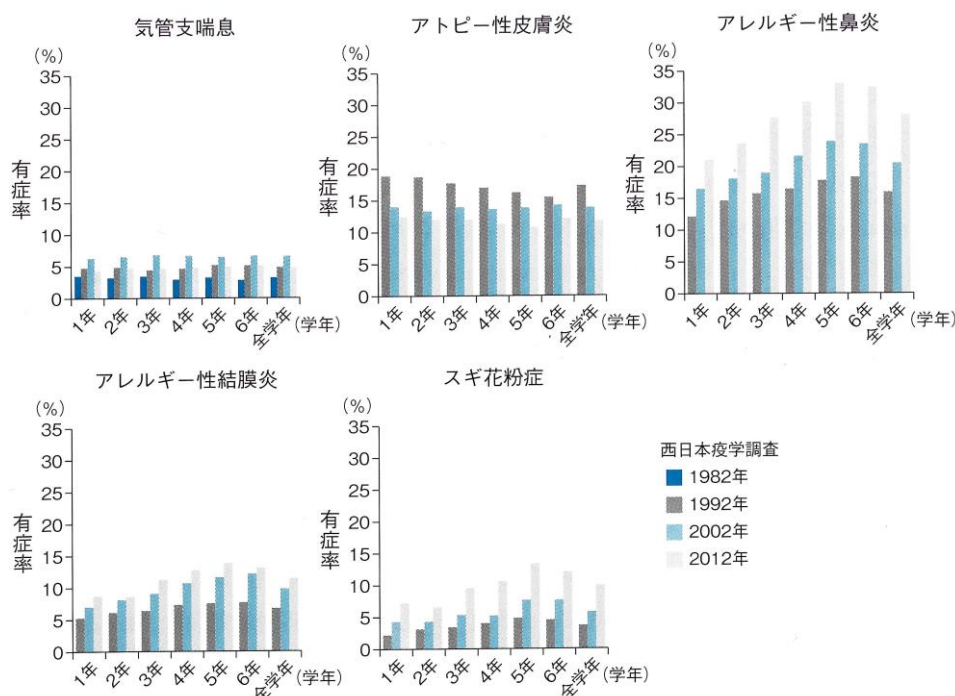 気管支喘息
(%)
35
30
25
20
15
10
5
0
有症率
1年
2年
3年
4年
5年
6年
全学年
(学年)
アトピー性皮膚炎
(%)
35
30
25
20
15
10
5
0
有症率
1年
2年
3年
4年
5年
6年
全学年
(学年)
アレルギー性鼻炎
(%)
35
30
25
20
15
10
5
0
有症率
1年
2年
3年
4年
5年
6年
全学年
(学年)
アレルギー性結膜炎
(%)
35
30
25
20
15
10
5
0
有症率
1年
2年
3年
4年
5年
6年
全学年
(学年)
スギ花粉症
(%)
35
30
25
20
15
10
5
0
有症率
1年
2年
3年
4年
5年
6年
全学年
(学年)
西日本疫学調査
1982年
1992年
2002年
2012年